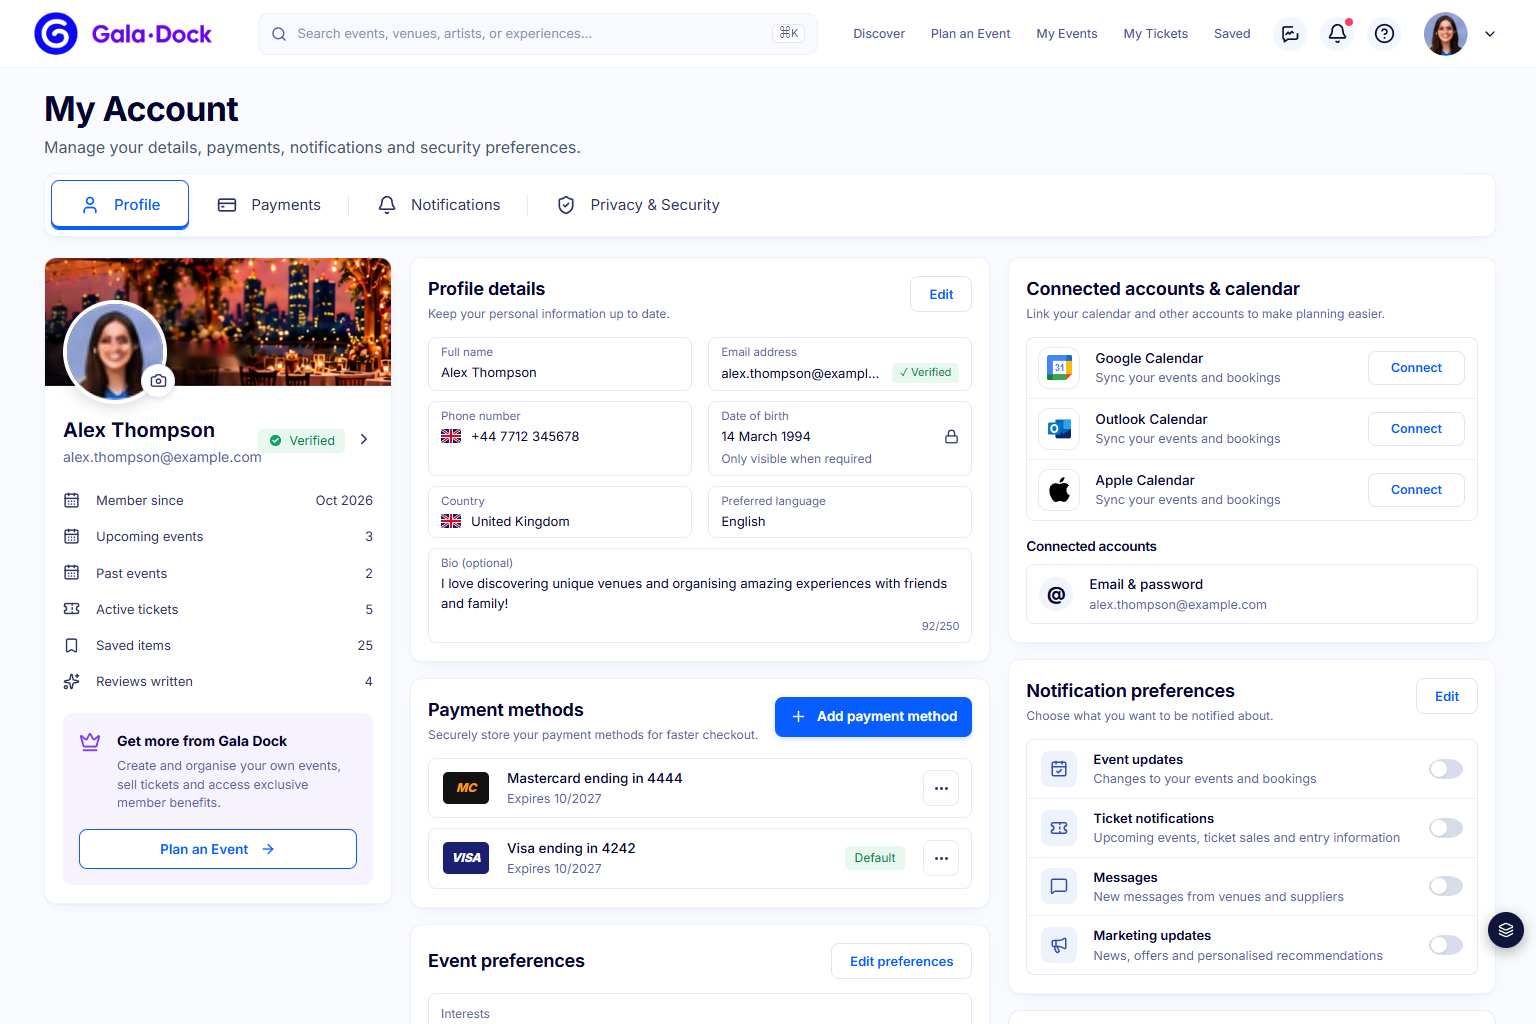 Gala·Dock
Search events, venues, artists, or experiences...
⌘K
Discover
Plan an Event
My Events
My Tickets
Saved
My Account
Manage your details, payments, notifications and security preferences.
Profile
Payments
Notifications
Privacy & Security
Alex Thompson
Verified
alex.thompson@example.com
Member since Oct 2026
Upcoming events 3
Past events 2
Active tickets 5
Saved items 25
Reviews written 4
Get more from Gala Dock
Create and organise your own events,
sell tickets and access exclusive
member benefits.
Plan an Event
Profile details
Keep your personal information up to date.
Edit
Full name
Alex Thompson
Email address
alex.thompson@exampl...
✓ Verified
Phone number
+44 7712 345678
Date of birth
14 March 1994
Only visible when required
Country
United Kingdom
Preferred language
English
Bio (optional)
I love discovering unique venues and organising amazing experiences with friends
and family!
92/250
Payment methods
Securely store your payment methods for faster checkout.
Add payment method
MC
Mastercard ending in 4444
Expires 10/2027
VISA
Visa ending in 4242
Expires 10/2027
Default
Event preferences
Edit preferences
Interests
Connected accounts & calendar
Link your calendar and other accounts to make planning easier.
31
Google Calendar
Sync your events and bookings
Connect
Outlook Calendar
Sync your events and bookings
Connect
Apple Calendar
Sync your events and bookings
Connect
Connected accounts
@
Email & password
alex.thompson@example.com
Notification preferences
Choose what you want to be notified about.
Edit
Event updates
Changes to your events and bookings
Ticket notifications
Upcoming events, ticket sales and entry information
Messages
New messages from venues and suppliers
Marketing updates
News, offers and personalised recommendations